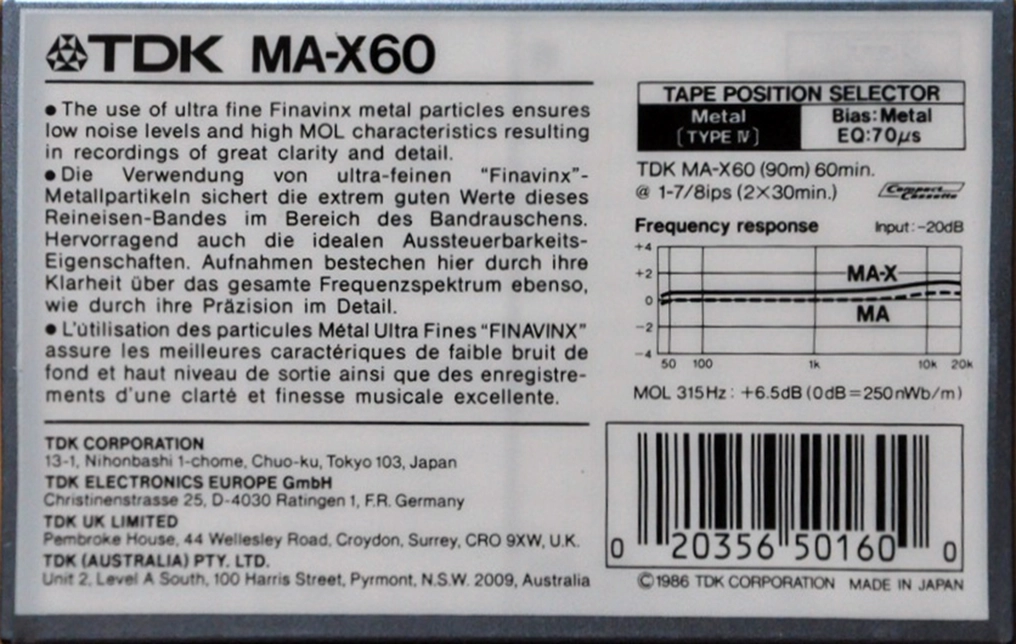 TDK MA-X60
● The use of ultra fine Finavinx metal particles ensures
low noise levels and high MOL characteristics resulting
in recordings of great clarity and detail.
● Die Verwendung von ultra-feinen "Finavinx"-
Metallpartikeln sichert die extrem guten Werte dieses
Reineisen-Bandes im Bereich des Bandrauschens.
Hervorragend auch die idealen Aussteuerbarkeits-
Eigenschaften. Aufnahmen bestechen hier durch ihre
Klarheit über das gesamte Frequenzspektrum ebenso,
wie durch ihre Präzision im Detail.
● L'útilisation des particules Métal Ultra Fines "FINAVINX"
assure les meilleures caractériques de faible bruit de
fond et haut niveau de sortie ainsi que des enregistre-
ments d'une clarté et finesse musicale excellente.
TDK CORPORATION
13-1, Nihonbashi 1-chome, Chuo-ku, Tokyo 103, Japan
TDK ELECTRONICS EUROPE GmbH
Christinenstrasse 25, D-4030 Ratingen 1, F.R. Germany
TDK UK LIMITED
Pembroke House, 44 Wellesley Road, Croydon, Surrey, CRO 9XW, U.K.
TDK (AUSTRALIA) PTY. LTD.
Unit 2, Level A South, 100 Harris Street, Pyrmont, N.S.W. 2009, Australia
TAPE POSITION SELECTOR
Metal Bias: Metal
(TYPE IV) EQ: 70μs
TDK MA-X60 (90m) 60min.
@ 1-7/8ips (2×30min.)
Compact Cassette
Frequency response Input: -20dB
+4
+2
0
-2
-4
MA-X
MA
50 100 1k 10k 20k
MOL 315Hz: +6.5dB (0dB=250nWb/m)
0 20356 50160 0
©1986 TDK CORPORATION MADE IN JAPAN